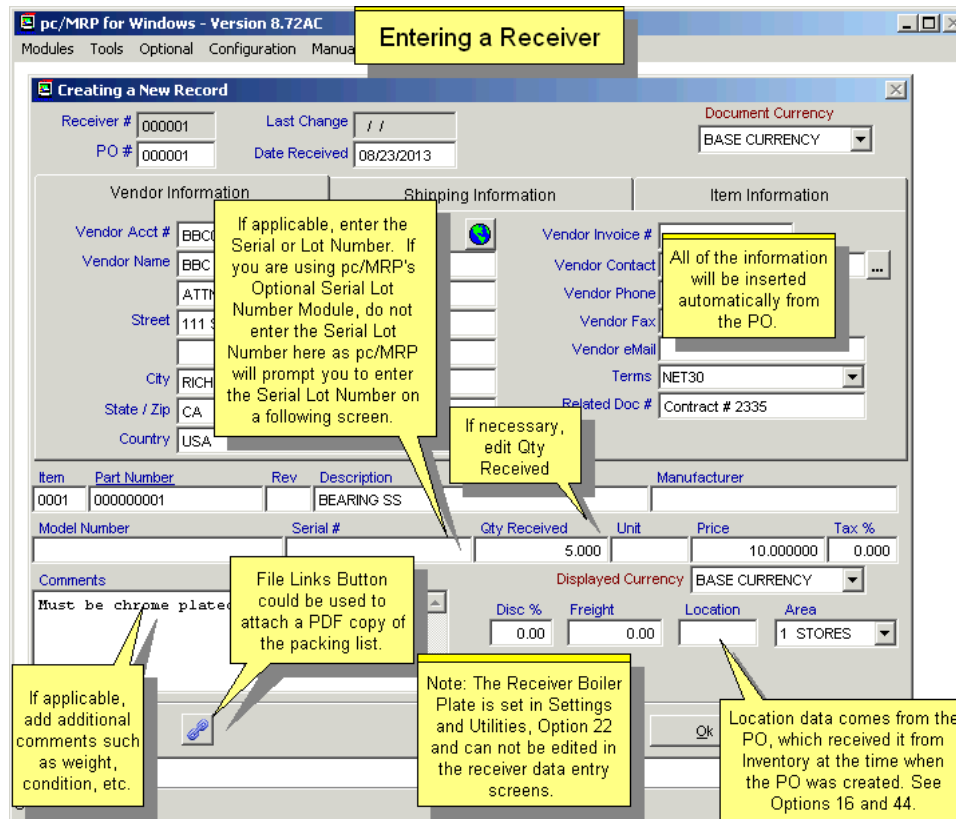 pc/MRP for Windows - Version 8.72AC
Entering a Receiver
Modules Tools Optional Configuration
Creating a New Record
Receiver # 000001 Last Change / / Document Currency
PO # 000001 Date Received 08/23/2013 BASE CURRENCY
Vendor Information Shipping Information Item Information
Vendor Acct #
Vendor Name BBC
Street 111
City
State / Zip CA
Country USA
If applicable, enter the
Serial or Lot Number. If
you are using pc/MRP's
Optional Serial Lot
Number Module, do not
enter the Serial Lot
Number here as pc/MRP
will prompt you to enter
the Serial Lot Number on
a following screen.
Vendor Invoice #
Vendor Contact ...
Vendor Phone
Vendor Fax
Vendor eMail
Terms NET30
Related Doc # Contract # 2335
All of the information
will be inserted
automatically from
the PO.
If necessary,
edit Qty
Received
Item Part Number Rev Description Manufacturer
0001 000000001 BEARING SS
Model Number Serial # Qty Received Unit Price Tax %
5.000 10.000000 0.000
Comments Displayed Currency BASE CURRENCY
Must be chrome plated
Disc % Freight Location Area
0.00 0.00 1 STORES
File Links Button
could be used to
attach a PDF copy of
the packing list.
If applicable,
add additional
comments such
as weight,
condition, etc.
Note: The Receiver Boiler
Plate is set in Settings
and Utilities, Option 22
and can not be edited in
the receiver data entry
screens.
Ok
Location data comes from the
PO, which received it from
Inventory at the time when
the PO was created. See
Options 16 and 44.